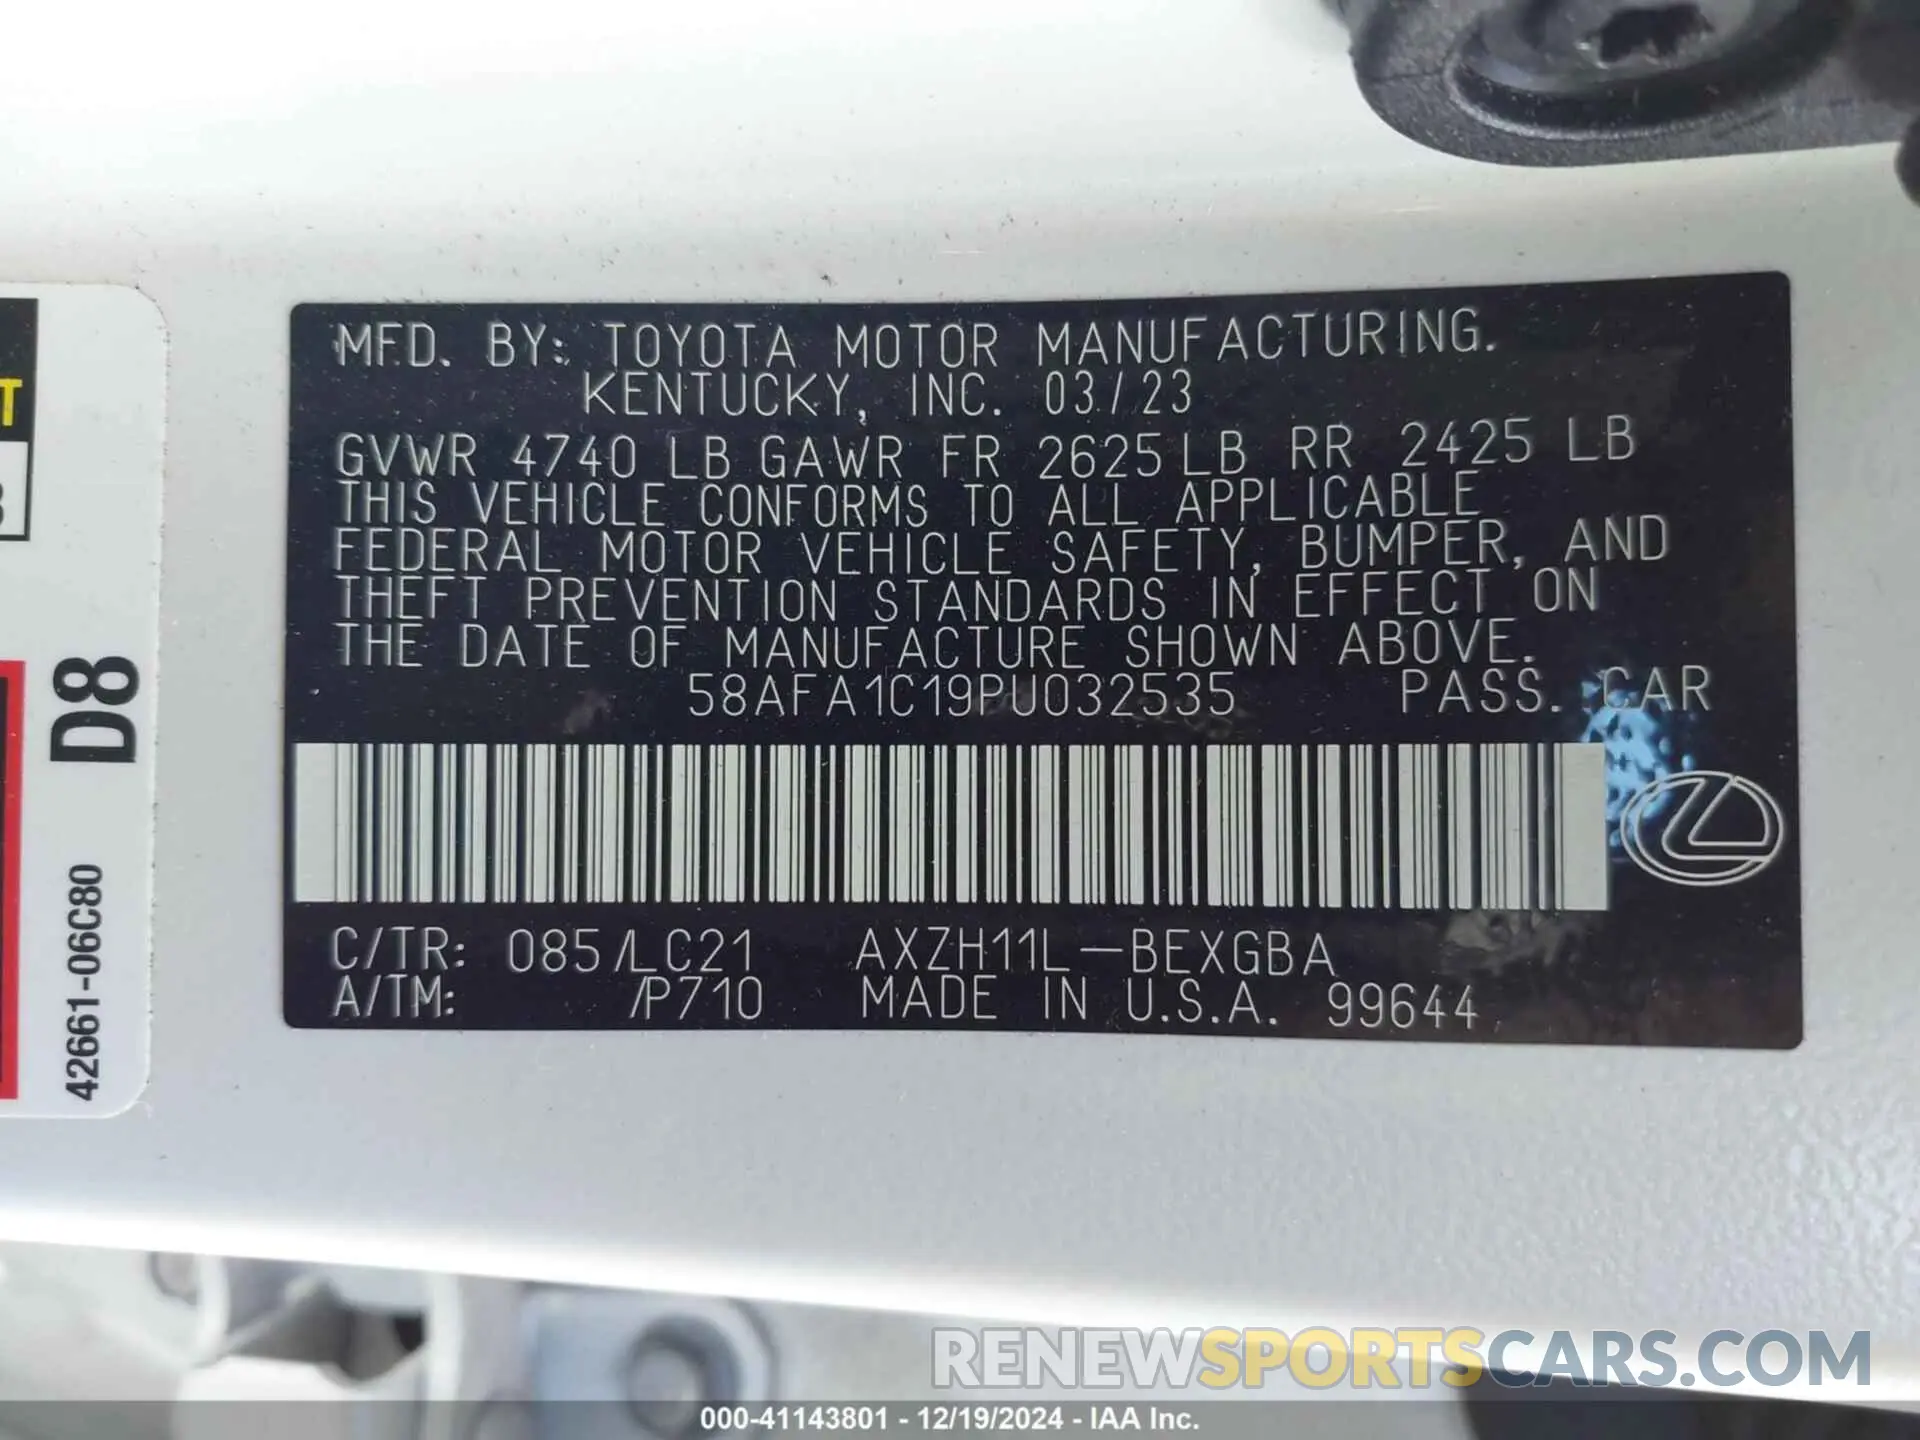 MFD. BY: TOYOTA MOTOR MANUFACTURING.
KENTUCKY, INC. 03/23
GVWR 4740 LB GAWR FR 2625 LB RR 2425 LB
THIS VEHICLE CONFORMS TO ALL APPLICABLE
FEDERAL MOTOR VEHICLE SAFETY, BUMPER, AND
THEFT PREVENTION STANDARDS IN EFFECT ON
THE DATE OF MANUFACTURE SHOWN ABOVE.
58AFA1C19PU032535 PASS. CAR
C/TR: 085/LC21 AXZH11L-BEXGBA
A/TM: /P710 MADE IN U.S.A. 99644
D8
42661-06C80
T
RENEWSPORTSCARS.COM
000-41143801 - 12/19/2024 - IAA Inc.